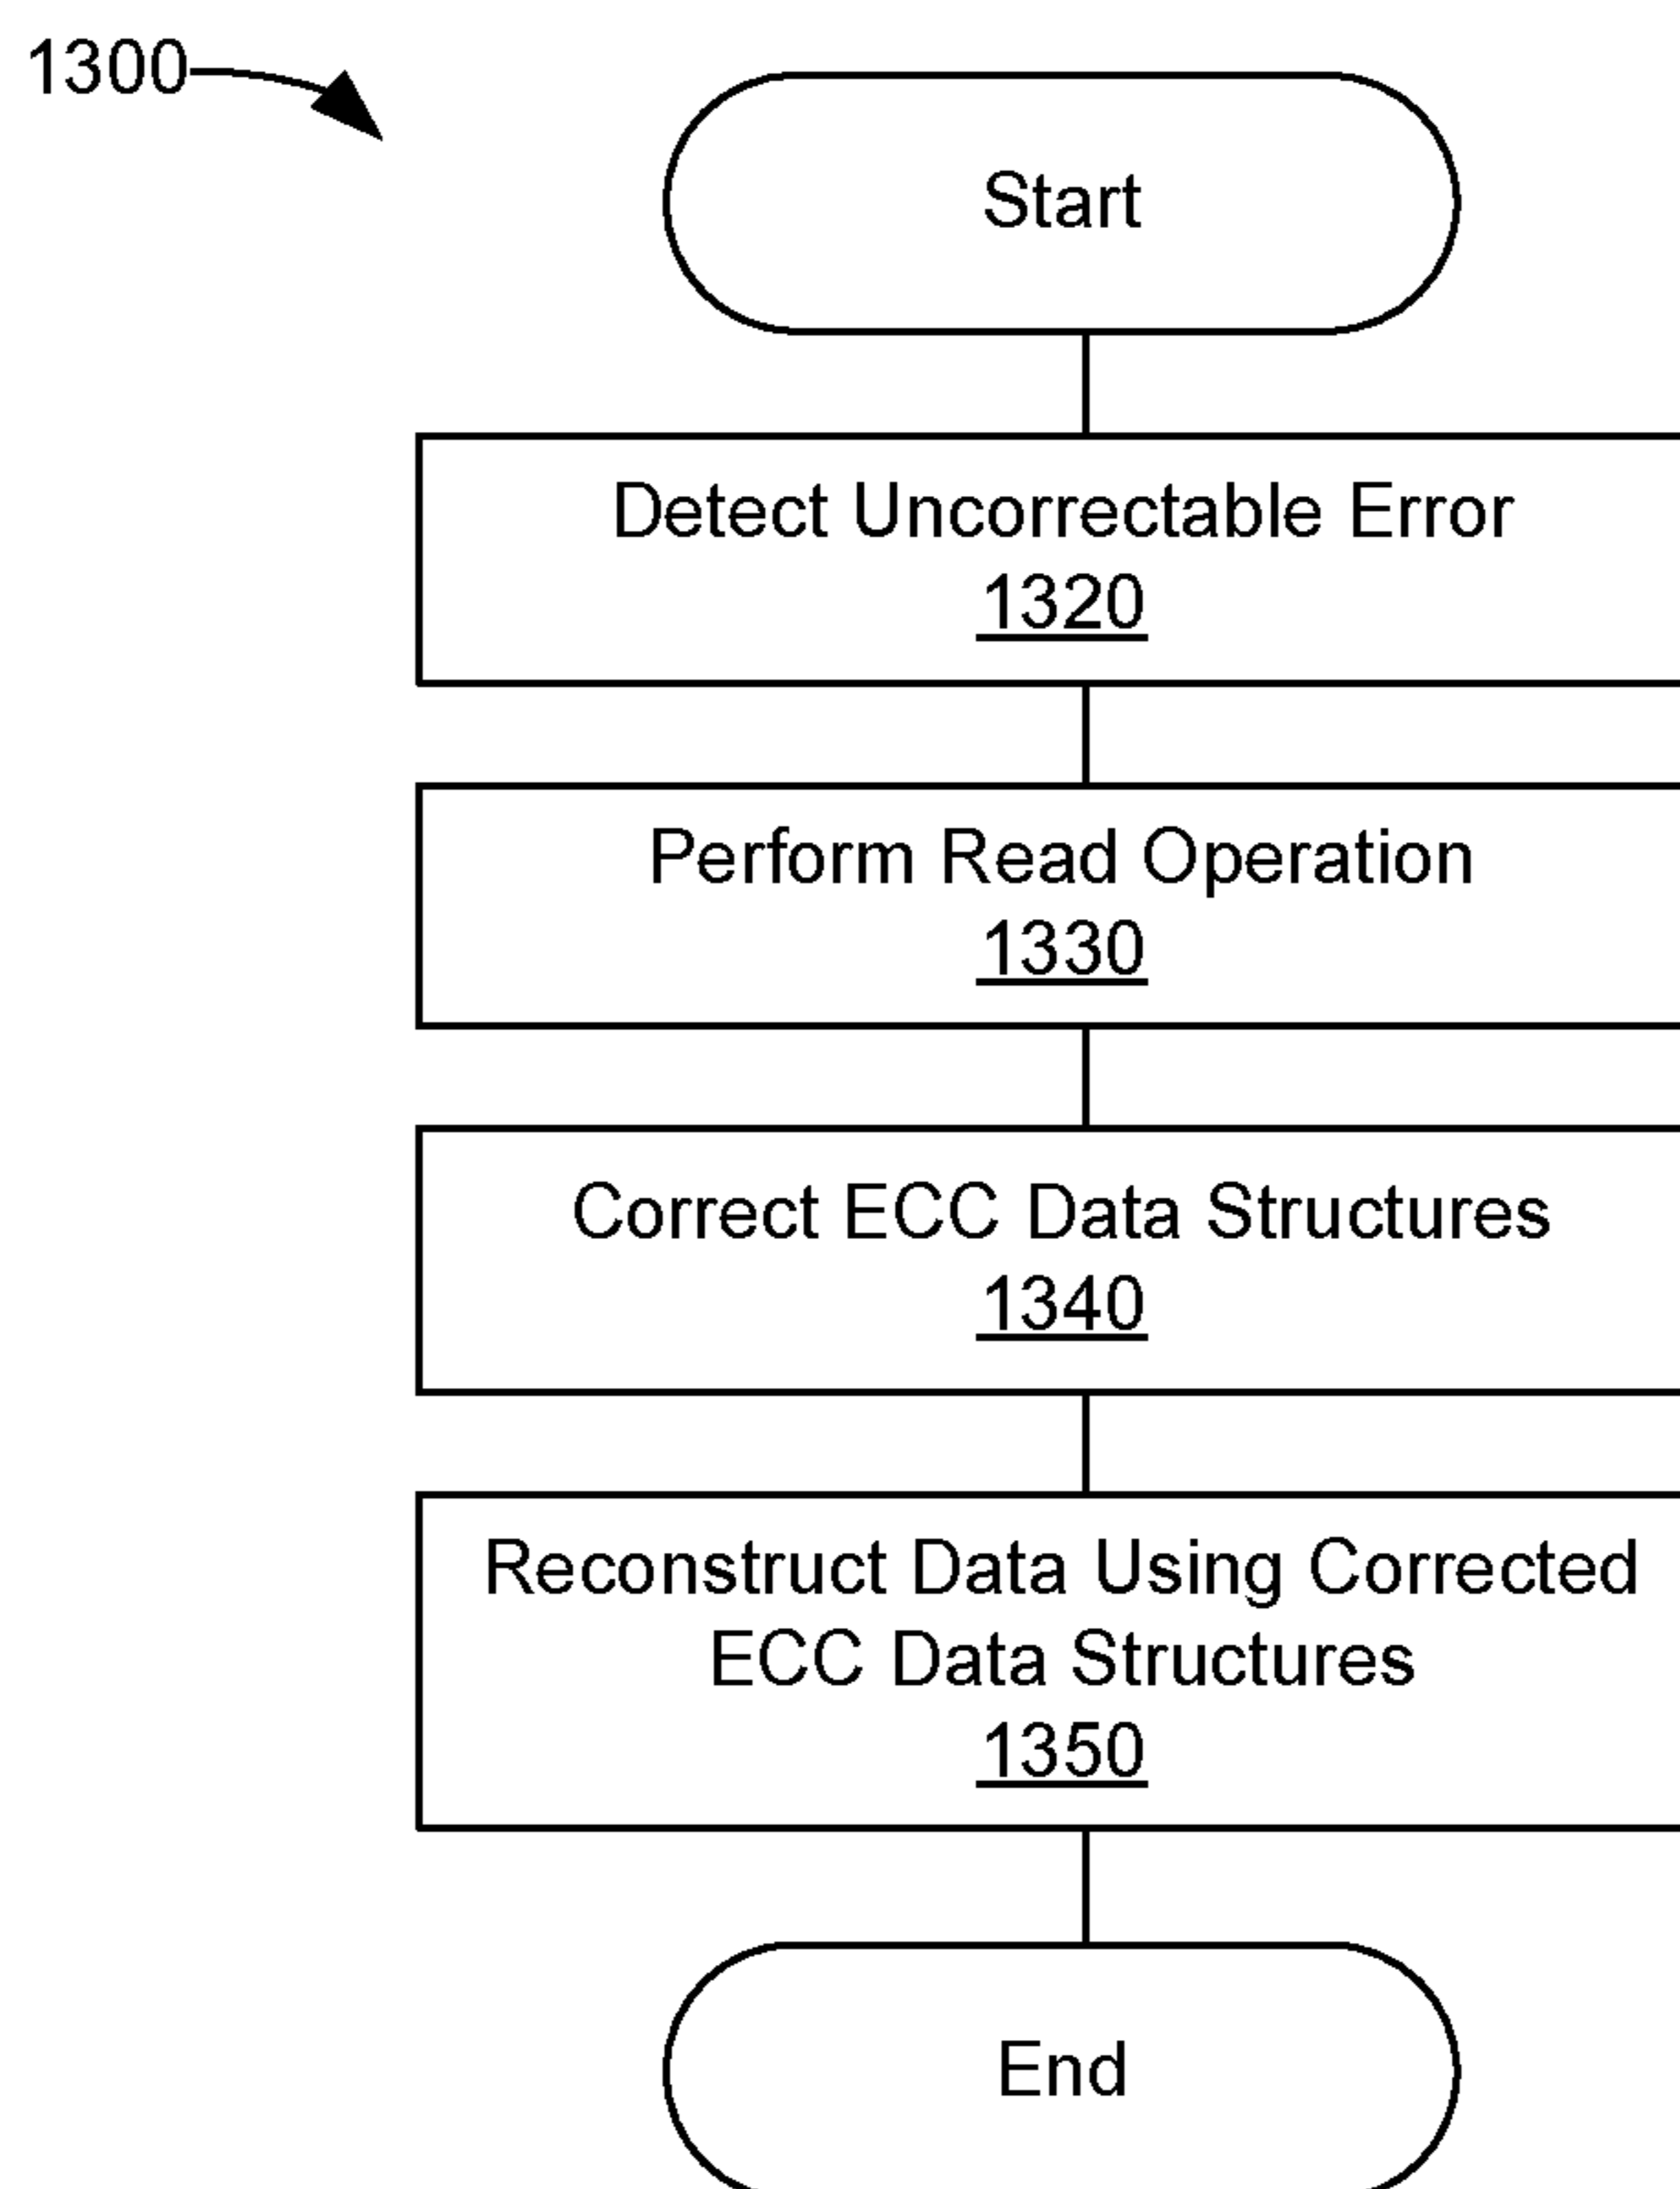 1300
Start
Detect Uncorrectable Error
1320
Perform Read Operation
1330
Correct ECC Data Structures
1340
Reconstruct Data Using Corrected
ECC Data Structures
1350
End